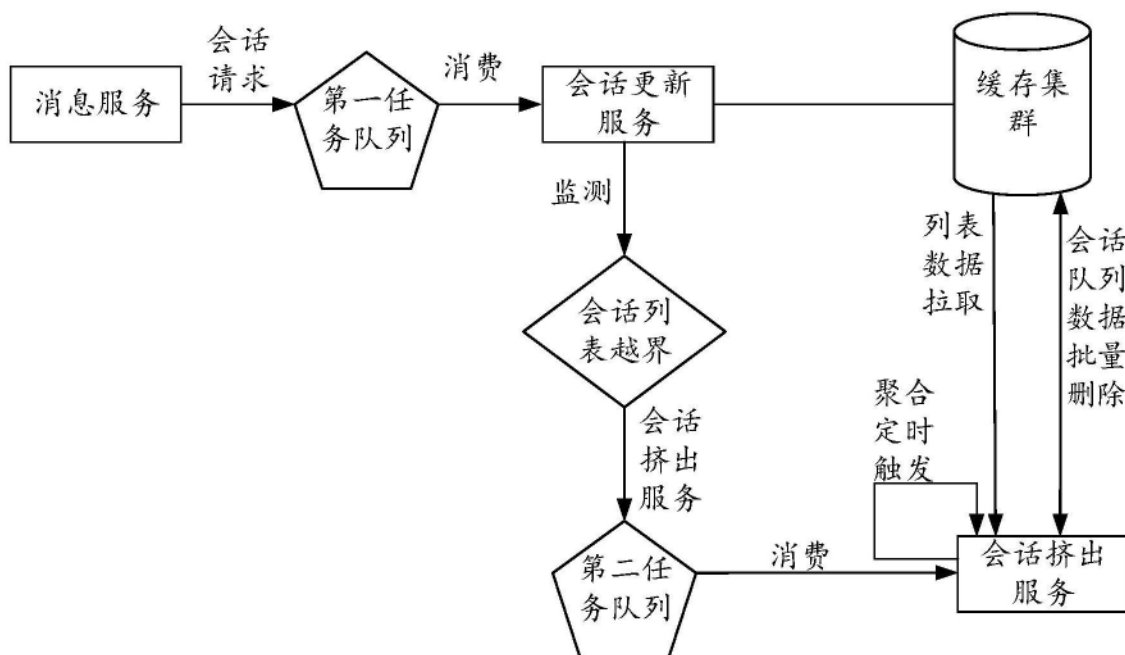 消息服务
会话
请求
第一任
务队列
消费
会话更新
服务
缓存集
群
监测
会话列
表越界
列表
数据
拉取
会话
队列
数据
批量
删除
会话
挤出
服务
聚合
定时
触发
第二任
务队列
消费
会话挤出
服务